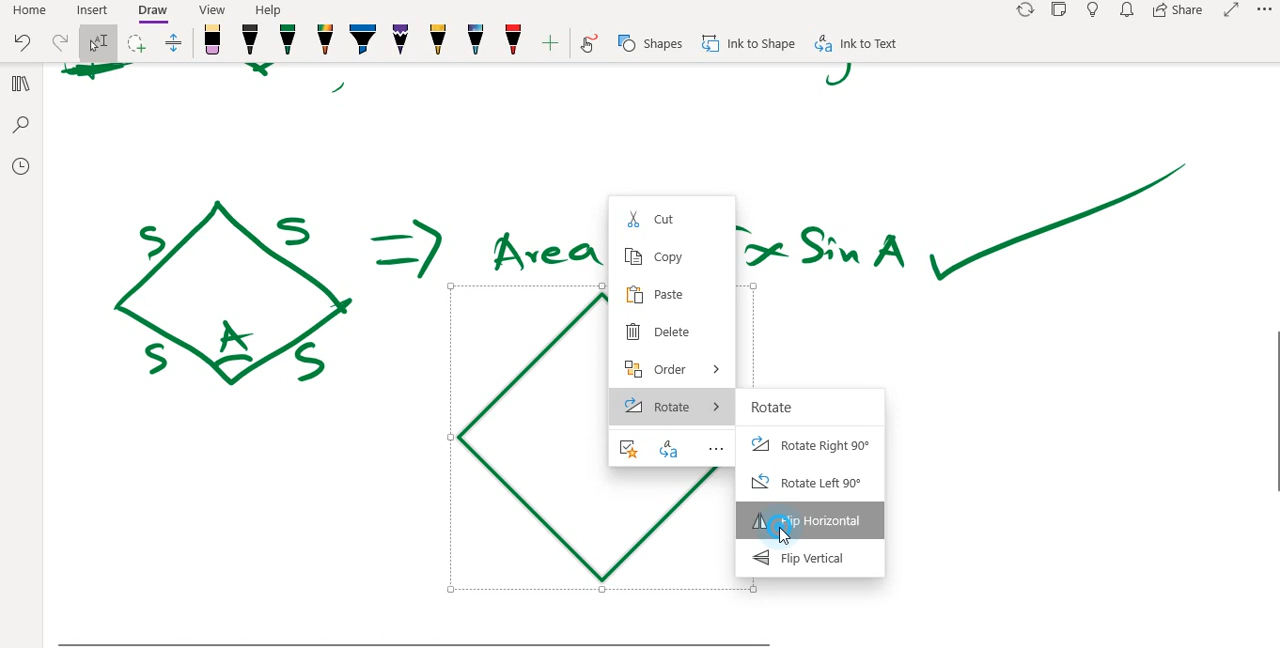 Home Insert Draw View Help Share
Shapes Ink to Shape Ink to Text
S S => Area x Sin A
S A S
Cut
Copy
Paste
Delete
Order
Rotate
Rotate
Rotate Right 90°
Rotate Left 90°
Flip Horizontal
Flip Vertical